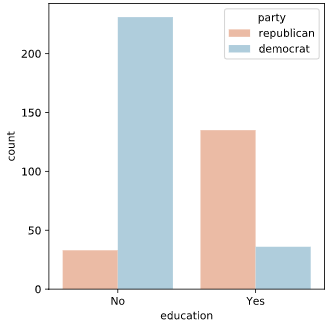 party
republican
democrat
200
150
100
50
0
count
No Yes
education